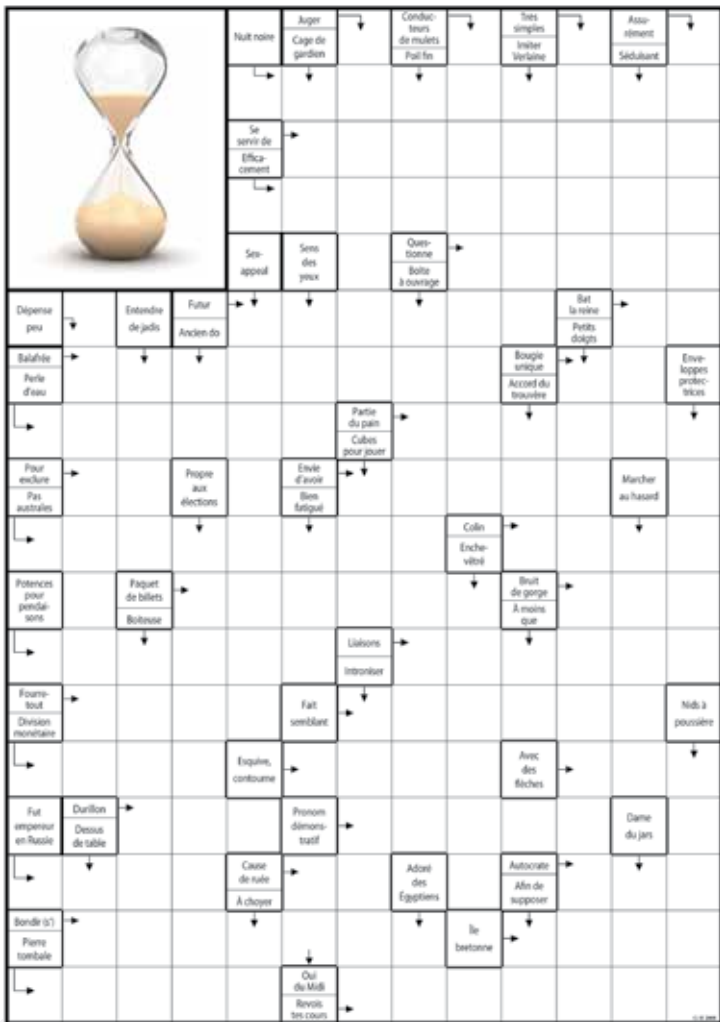 Nuit noire
Juger
Cage de
gardien
Conduc-
teurs
de mulets
Poil fin
Très
simples
Imiter
Verlaine
Assu-
rément
Séduisant
Se
servir de
Effica-
cement
Sex-
appeal
Sens
des
yeux
Ques-
tionne
Boîte
à ouvrage
Dépense
peu
Entendre
de jadis
Futur
Ancien do
Bat
la reine
Petits
doigts
Balafrée
Perle
d'eau
Bougie
unique
Accord du
trouvère
Enve-
loppes
protec-
trices
Partie
du pain
Cubes
pour jouer
Pour
exclure
Pas
australes
Propre
aux
élections
Envie
d'avoir
Bien
fatigué
Marcher
au hasard
Colin
Enche-
vêtré
Potences
pour
pendai-
sons
Paquet
de billets
Boiteuse
Bruit
de gorge
À moins
que
Liaisons
Introniser
Fourre-
tout
Division
monétaire
Fait
semblant
Nids à
poussière
Esquive,
contourne
Avec
des
flèches
Fut
empereur
en Russie
Durillon
Dessus
de table
Pronom
démons-
tratif
Dame
du jars
Cause
de ruée
À choyer
Adoré
des
Égyptiens
Autocrate
Afin de
supposer
Bondir (s')
Pierre
tombale
Île
bretonne
Oui
du Midi
Revois
tes cours